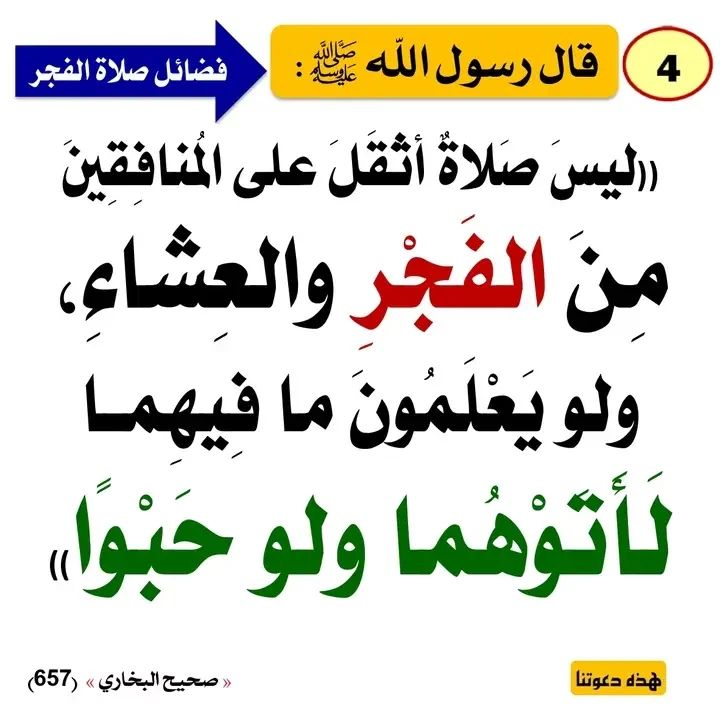 4
قال رسول الله ﷺ :
فضائل صلاة الفجر
((ليسَ صَلاةٌ أثقَلَ على المُنافِقِينَ
مِنَ الفَجْرِ والعِشاءِ،
ولو يَعْلَمُونَ ما فِيهِما
لَأَتَوْهُما ولو حَبْوًا))
« صحيح البخاري » (657)
هذه دعوتنا